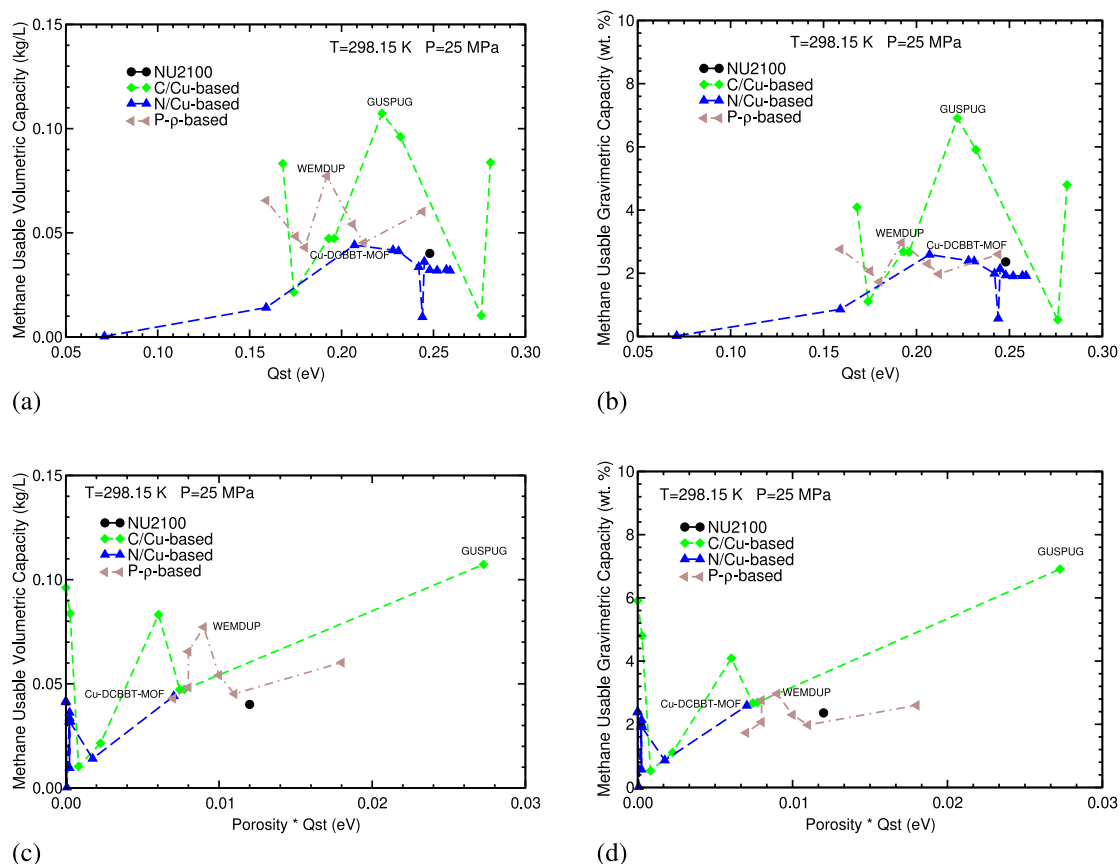 Methane Usable Volumetric Capacity (kg/L)
0.15
0.10
0.05
0.00
T=298.15 K P=25 MPa
NU2100
C/Cu-based
N/Cu-based
P-ρ-based
GUSPUG
WEMDUP
Cu-DCBBT-MOF
0.05 0.10 0.15 0.20 0.25 0.30
Qst (eV)
(a)
Methane Usable Gravimetric Capacity (wt. %)
10
8
6
4
2
0
T=298.15 K P=25 MPa
NU2100
C/Cu-based
N/Cu-based
P-ρ-based
GUSPUG
WEMDUP
Cu-DCBBT-MOF
0.05 0.10 0.15 0.20 0.25 0.30
Qst (eV)
(b)
Methane Usable Volumetric Capacity (kg/L)
0.15
0.10
0.05
0.00
T=298.15 K P=25 MPa
NU2100
C/Cu-based
N/Cu-based
P-ρ-based
GUSPUG
WEMDUP
Cu-DCBBT-MOF
0.00 0.01 0.02 0.03
Porosity * Qst (eV)
(c)
Methane Usable Gravimetric Capacity (wt. %)
10
8
6
4
2
0
T=298.15 K P=25 MPa
NU2100
C/Cu-based
N/Cu-based
P-ρ-based
GUSPUG
WEMDUP
Cu-DCBBT-MOF
0.00 0.01 0.02 0.03
Porosity * Qst (eV)
(d)